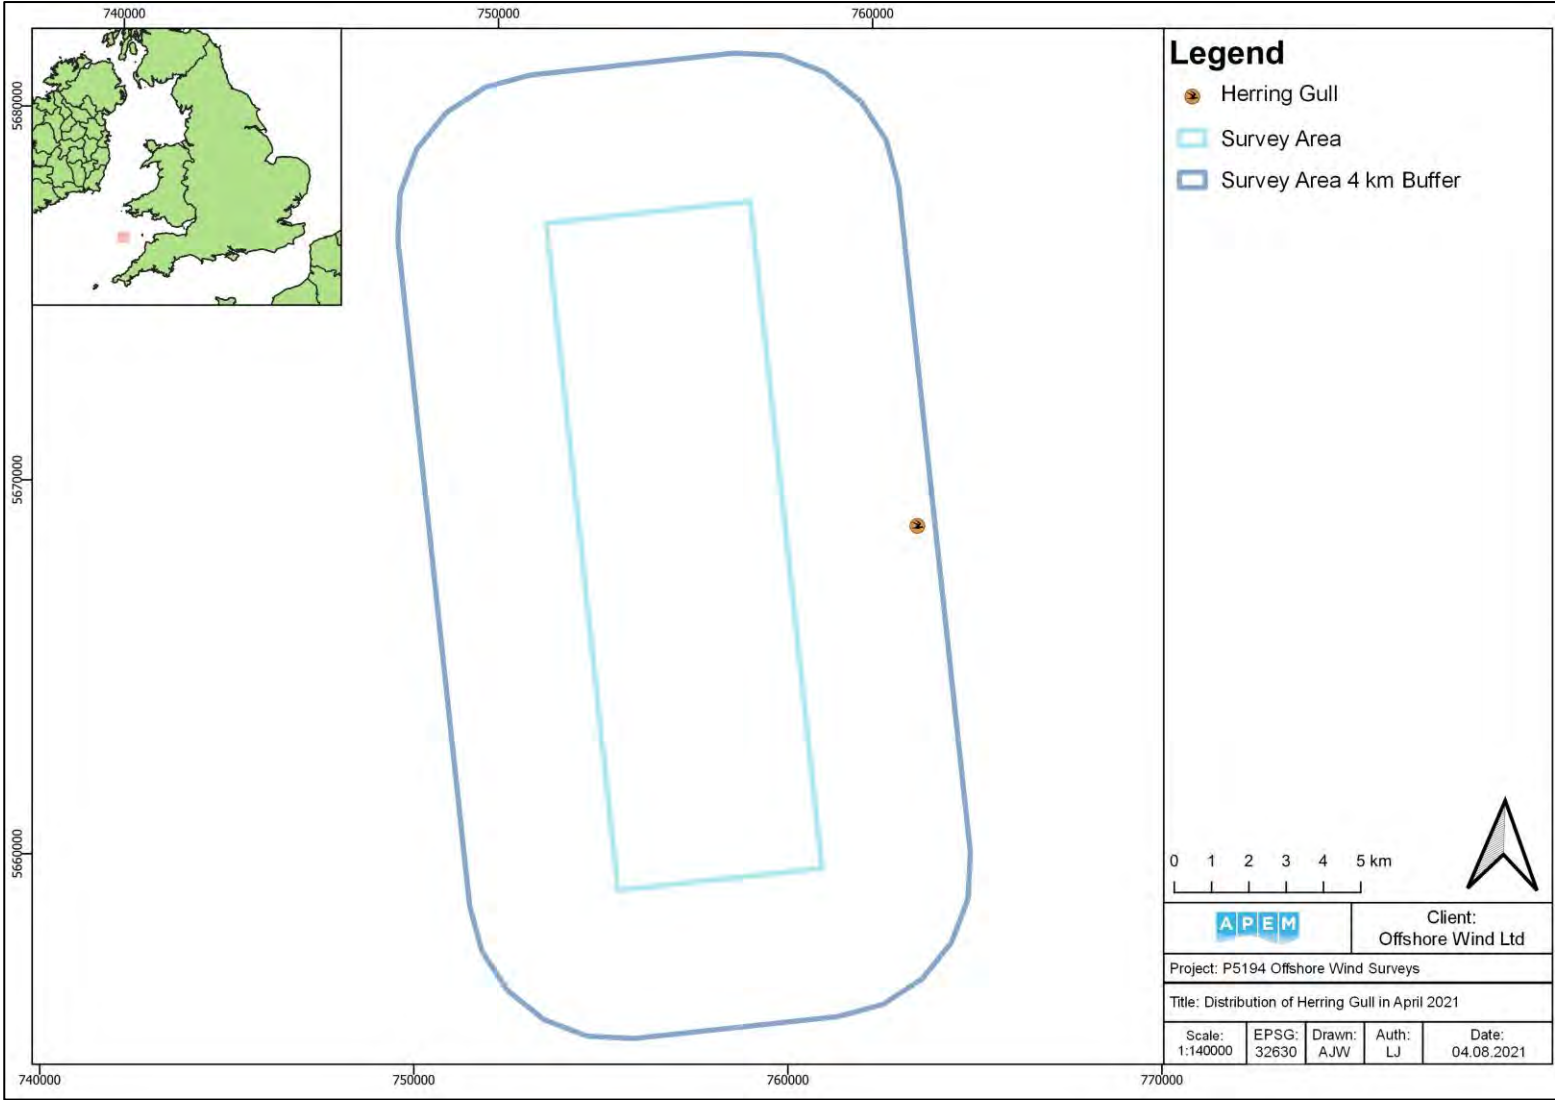 740000
750000
760000
5680000
5670000
5660000
740000
750000
760000
770000
Legend
Herring Gull
Survey Area
Survey Area 4 km Buffer
0 1 2 3 4 5 km
APEM
Client:
Offshore Wind Ltd
Project: P5194 Offshore Wind Surveys
Title: Distribution of Herring Gull in April 2021
Scale:
1:140000
EPSG:
32630
Drawn:
AJW
Auth:
LJ
Date:
04.08.2021